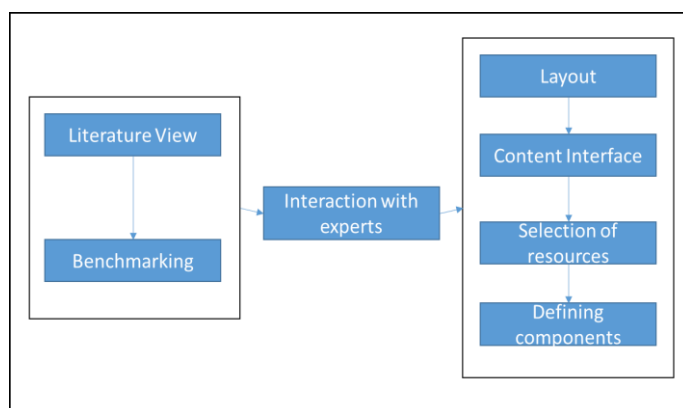 Literature View
Benchmarking
Interaction with
experts
Layout
Content Interface
Selection of
resources
Defining
components